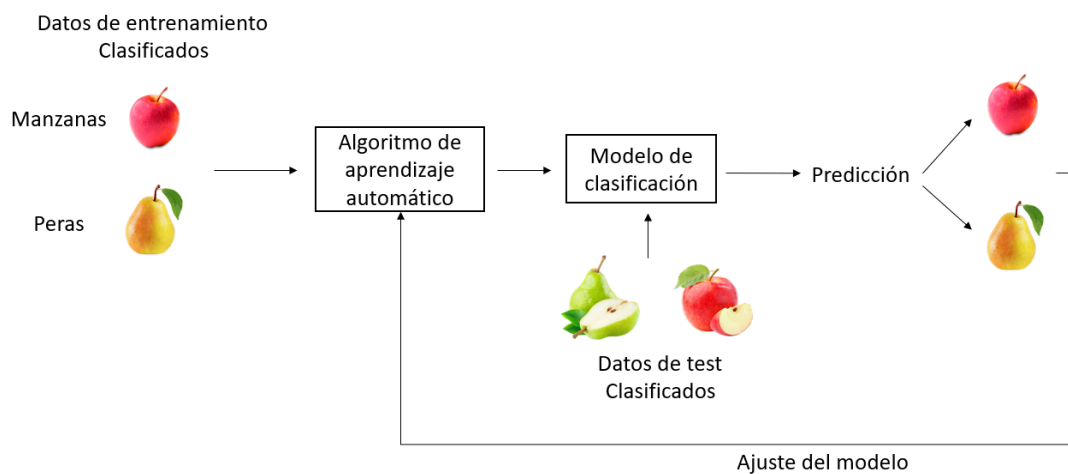 Datos de entrenamiento
Clasificados
Manzanas
Peras
Algoritmo de
aprendizaje
automático
Modelo de
clasificación
Predicción
Datos de test
Clasificados
Ajuste del modelo